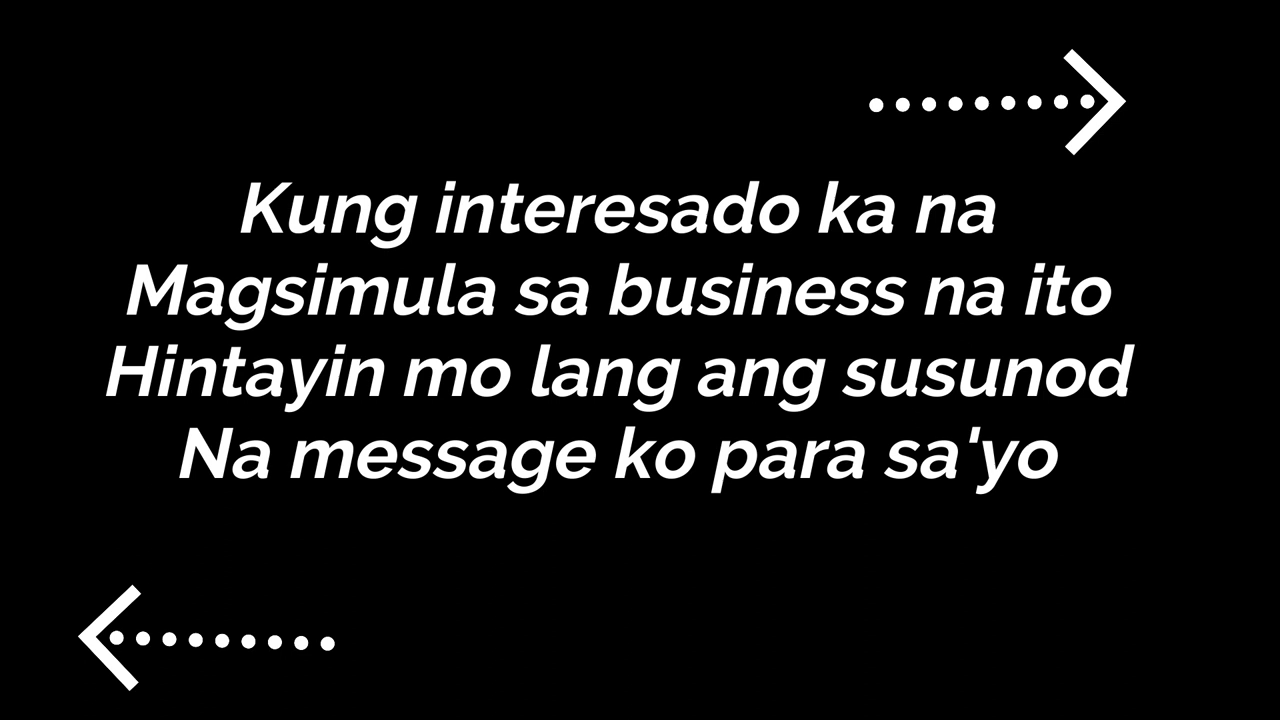 Kung interesado ka na
Magsimula sa business na ito
Hintayin mo lang ang susunod
Na message ko para sa'yo